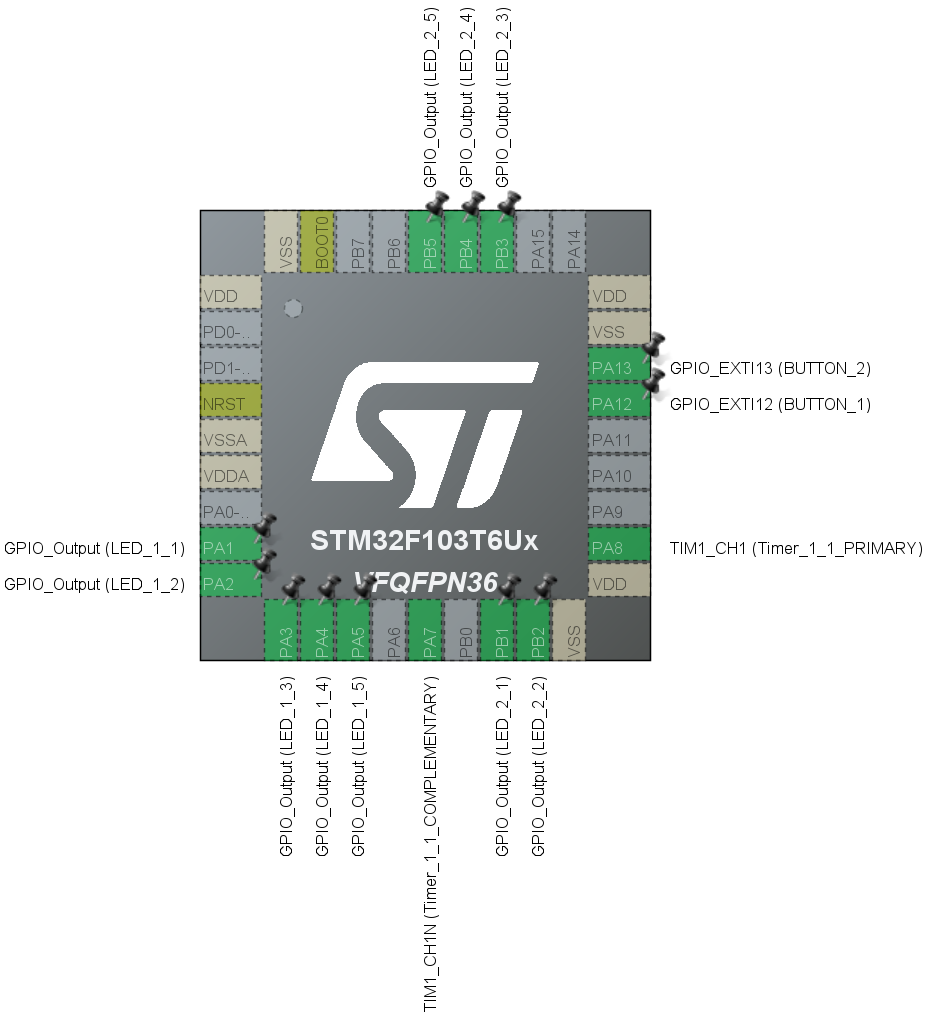 GPIO_Output (LED_2_5)
GPIO_Output (LED_2_4)
GPIO_Output (LED_2_3)
VSS
BOOT0
PB7
PB6
PB5
PB4
PB3
PA15
PA14
VDD
PD0-..
PD1-..
NRST
VSSA
VDDA
PA0-..
GPIO_Output (LED_1_1)
PA1
GPIO_Output (LED_1_2)
PA2
ST
STM32F103T6Ux
VFQFPN36
VDD
VSS
PA13
GPIO_EXTI13 (BUTTON_2)
PA12
GPIO_EXTI12 (BUTTON_1)
PA11
PA10
PA9
PA8
TIM1_CH1 (Timer_1_1_PRIMARY)
VDD
PA3
PA4
PA5
PA6
PA7
PB0
PB1
PB2
VSS
GPIO_Output (LED_1_3)
GPIO_Output (LED_1_4)
GPIO_Output (LED_1_5)
TIM1_CH1N (Timer_1_1_COMPLEMENTARY)
GPIO_Output (LED_2_1)
GPIO_Output (LED_2_2)